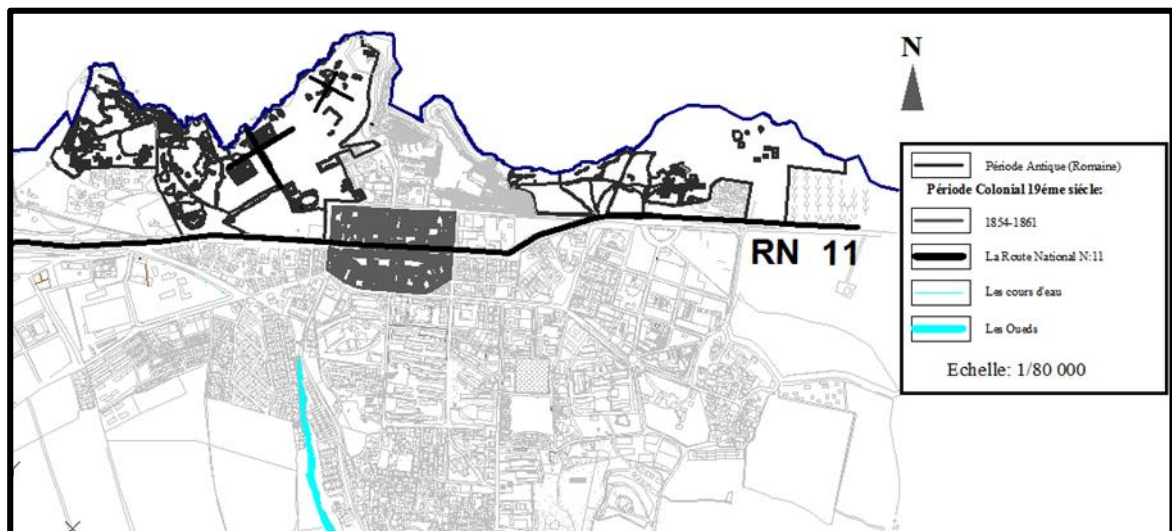 N
Période Antique (Romaine)
Période Colonial 19éme siécle:
1854-1861
La Route National N:11
Les cours d'eau
Les Oueds
Echelle: 1/80 000
RN 11